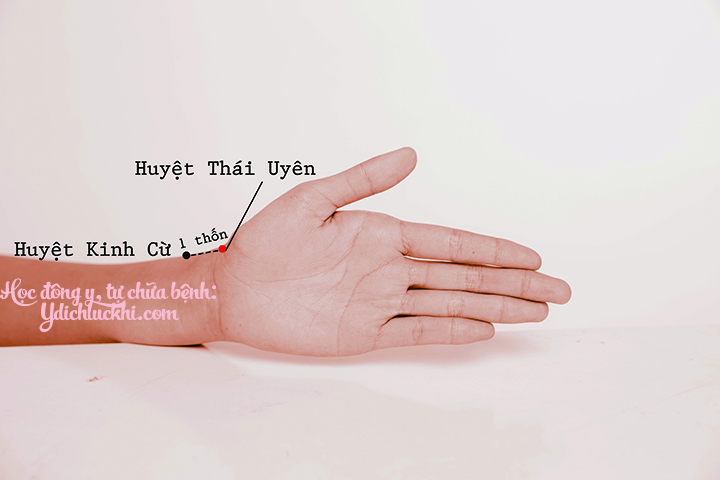 Huyệt Thái Uyên
1 thốn
Huyệt Kinh Cừ
Học đông y, tự chữa bệnh:
Ydichluckhi.com